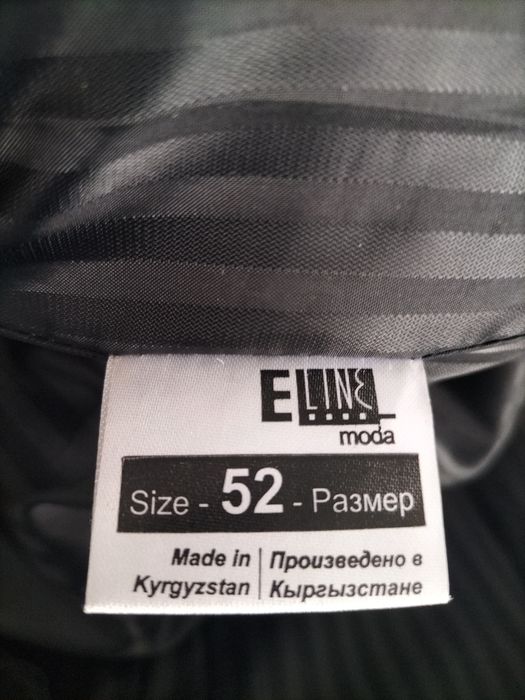 ELINE
moda
Size - 52 - Размер
Made in | Произведено в
Kyrgyzstan | Кыргызстане